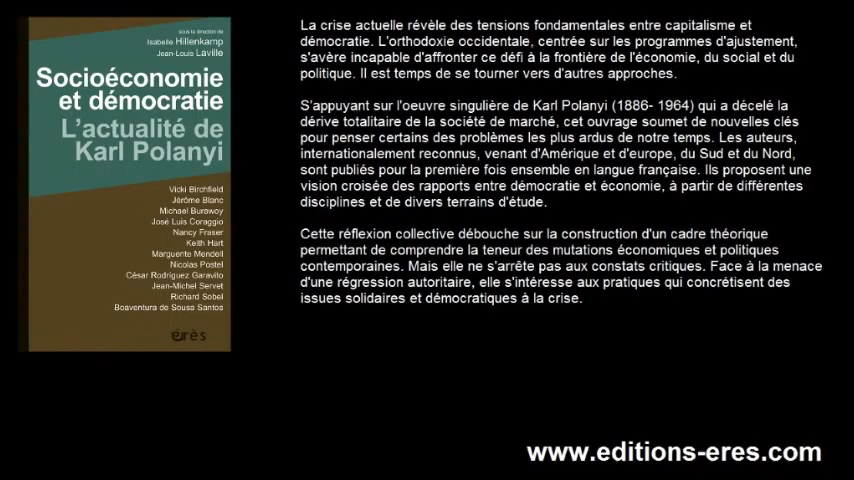 sous la direction de
Isabelle Hillenkamp
Jean-Louis Laville
Socioéconomie
et démocratie
L'actualité de
Karl Polanyi
Vicki Birchfield
Jérôme Blanc
Michael Burawoy
José Luis Coraggio
Nancy Fraser
Keith Hart
Marguerite Mendell
Nicolas Postel
César Rodríguez Garavito
Jean-Michel Servet
Richard Sobel
Boaventura de Sousa Santos
érès
La crise actuelle révèle des tensions fondamentales entre capitalisme et
démocratie. L'orthodoxie occidentale, centrée sur les programmes d'ajustement,
s'avère incapable d'affronter ce défi à la frontière de l'économie, du social et du
politique. Il est temps de se tourner vers d'autres approches.
S'appuyant sur l'oeuvre singulière de Karl Polanyi (1886- 1964) qui a décelé la
dérive totalitaire de la société de marché, cet ouvrage soumet de nouvelles clés
pour penser certains des problèmes les plus ardus de notre temps. Les auteurs,
internationalement reconnus, venant d'Amérique et d'europe, du Sud et du Nord,
sont publiés pour la première fois ensemble en langue française. Ils proposent une
vision croisée des rapports entre démocratie et économie, à partir de différentes
disciplines et de divers terrains d'étude.
Cette réflexion collective débouche sur la construction d'un cadre théorique
permettant de comprendre la teneur des mutations économiques et politiques
contemporaines. Mais elle ne s'arrête pas aux constats critiques. Face à la menace
d'une régression autoritaire, elle s'intéresse aux pratiques qui concrétisent des
issues solidaires et démocratiques à la crise.
www.editions-eres.com